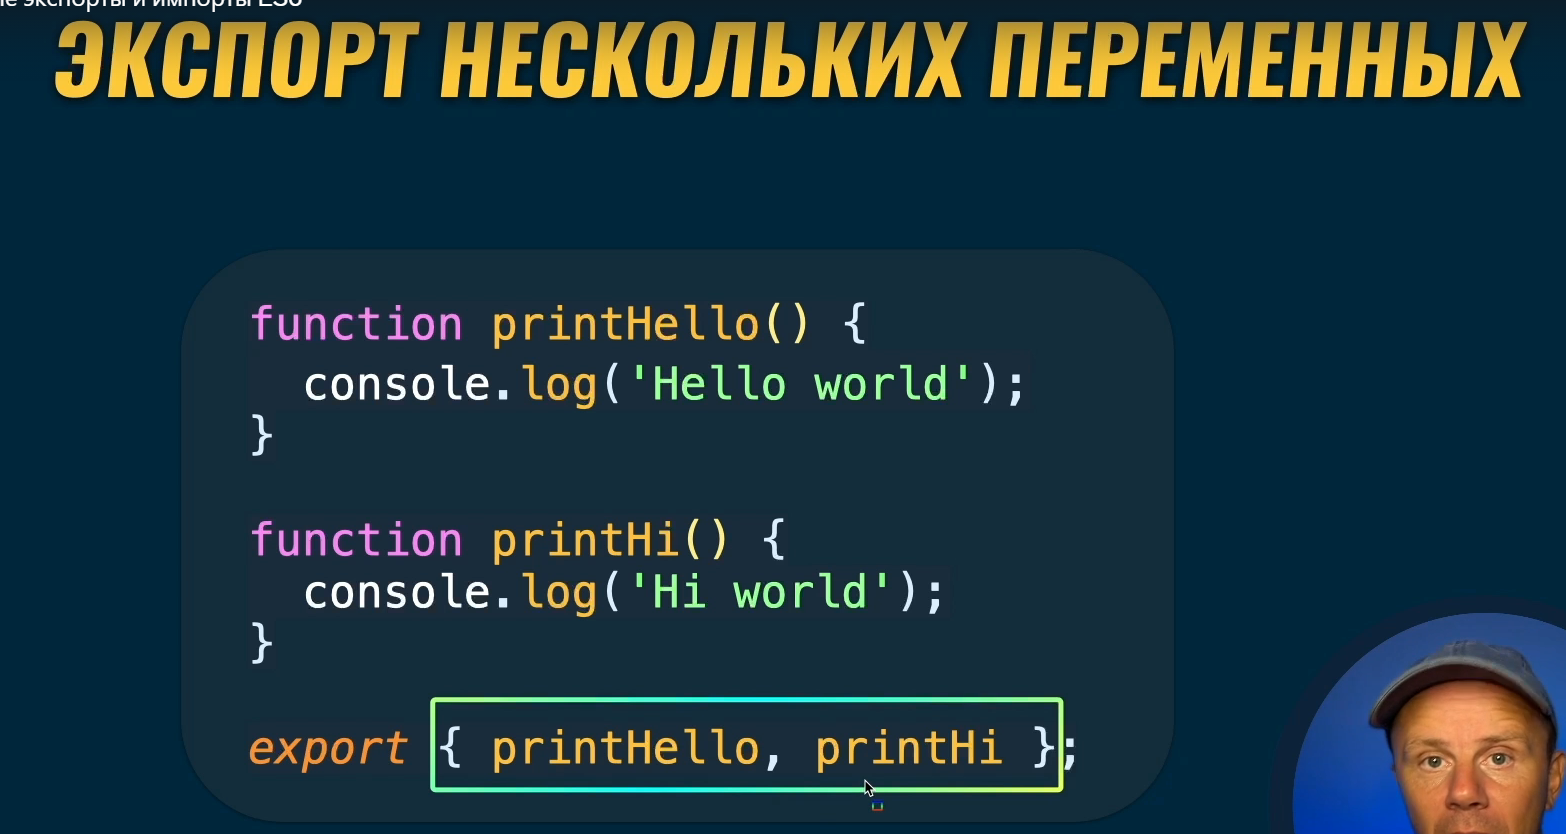 экспорты и импорты ES6
ЭКСПОРТ НЕСКОЛЬКИХ ПЕРЕМЕННЫХ
function printHello() {
  console.log('Hello world');
}
function printHi() {
  console.log('Hi world');
}
export { printHello, printHi };